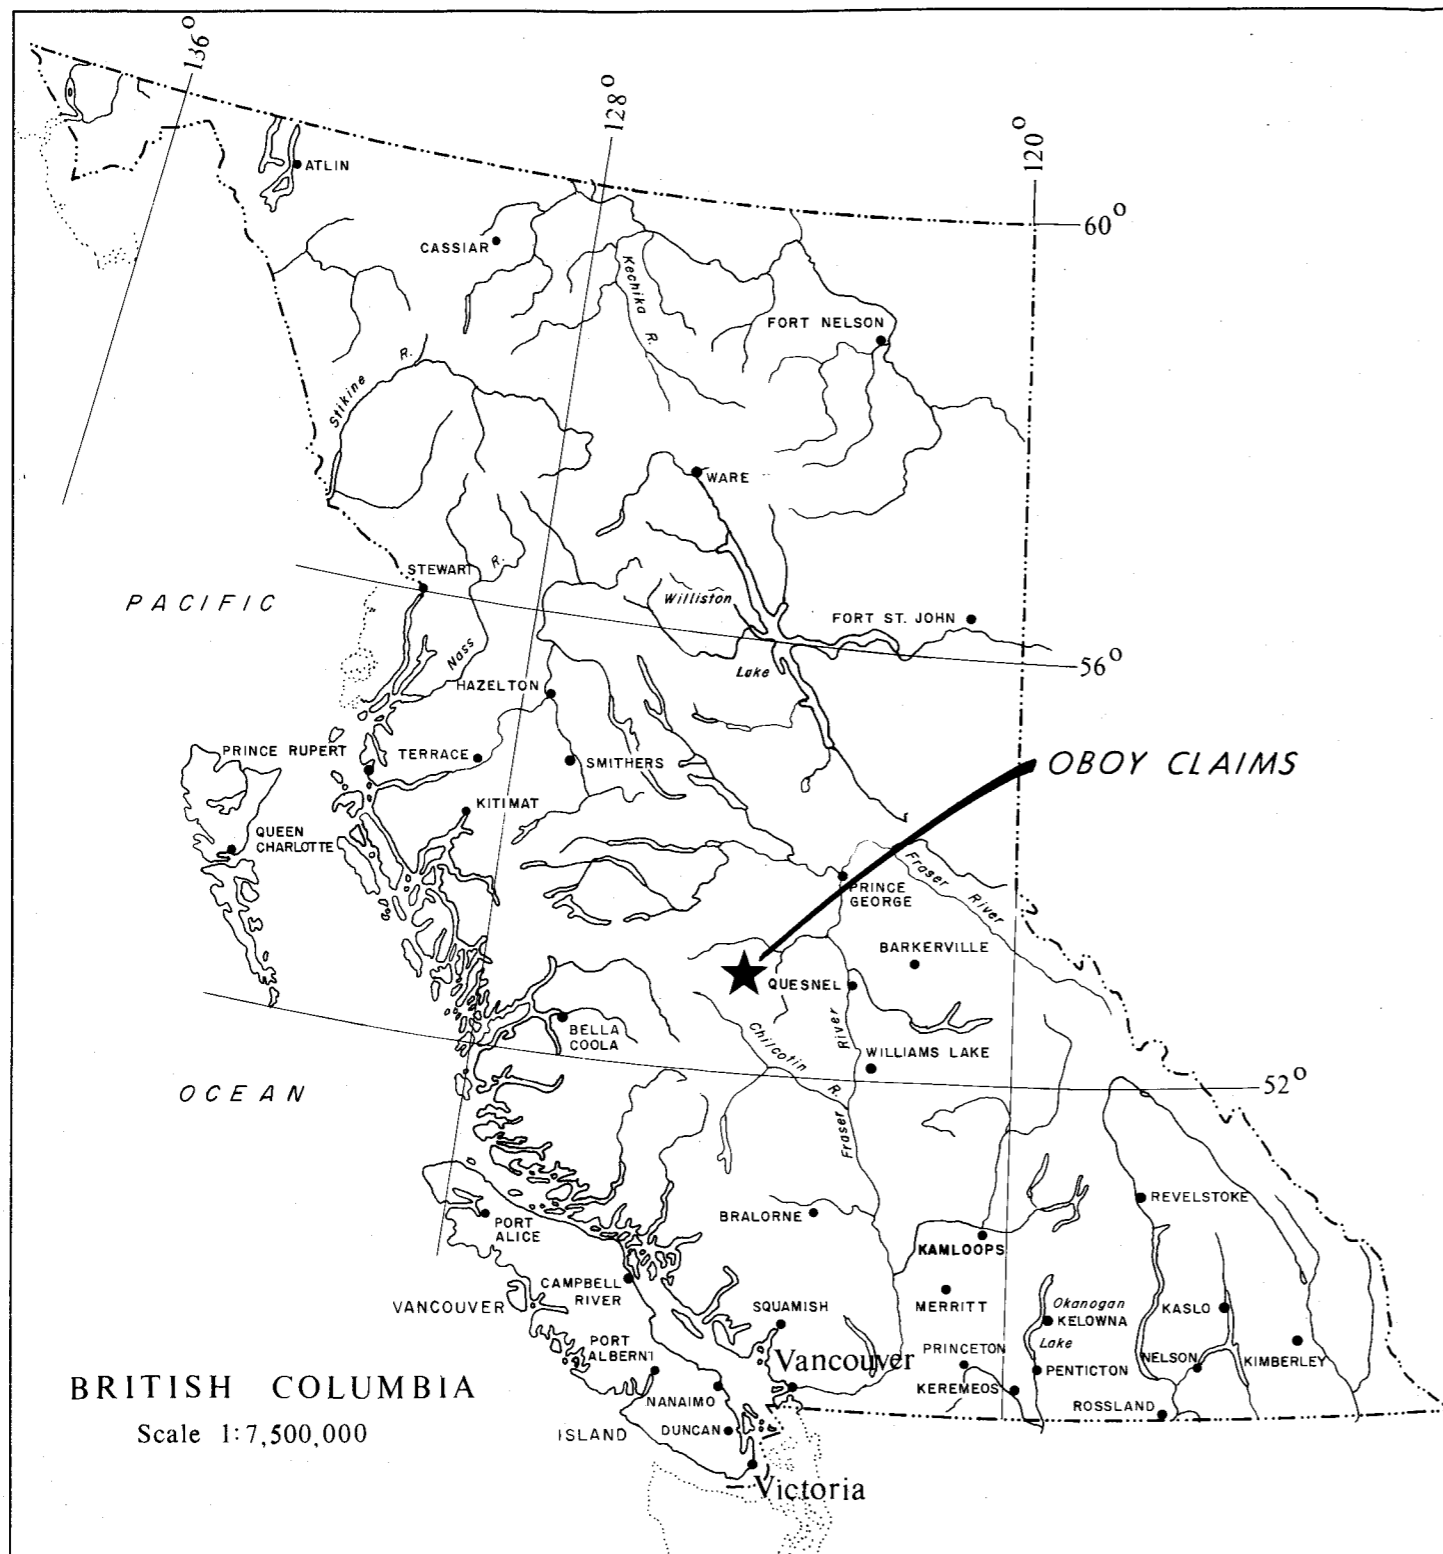 136°
128°
120°
ATLIN
60°
CASSIAR
Kechika R.
FORT NELSON
Stikine R.
WARE
STEWART
R.
PACIFIC
Williston
FORT ST. JOHN
Nass
56°
Lake
HAZELTON
PRINCE RUPERT
TERRACE
SMITHERS
OBOY CLAIMS
KITIMAT
QUEEN
CHARLOTTE
Fraser River
PRINCE
GEORGE
BARKERVILLE
QUESNEL
BELLA
COOLA
Chilcotin R.
River
WILLIAMS LAKE
OCEAN
52°
Fraser
REVELSTOKE
PORT
ALICE
BRALORNE
KAMLOOPS
CAMPBELL
RIVER
VANCOUVER
SQUAMISH
MERRITT
Okanogan
KELOWNA
Lake
KASLO
PORT
ALBERNI
Vancouver
PRINCETON
PENTICTON
NELSON
KIMBERLEY
BRITISH COLUMBIA
NANAIMO
KEREMEOS
ROSSLAND
Scale 1:7,500,000
ISLAND
DUNCAN
Victoria